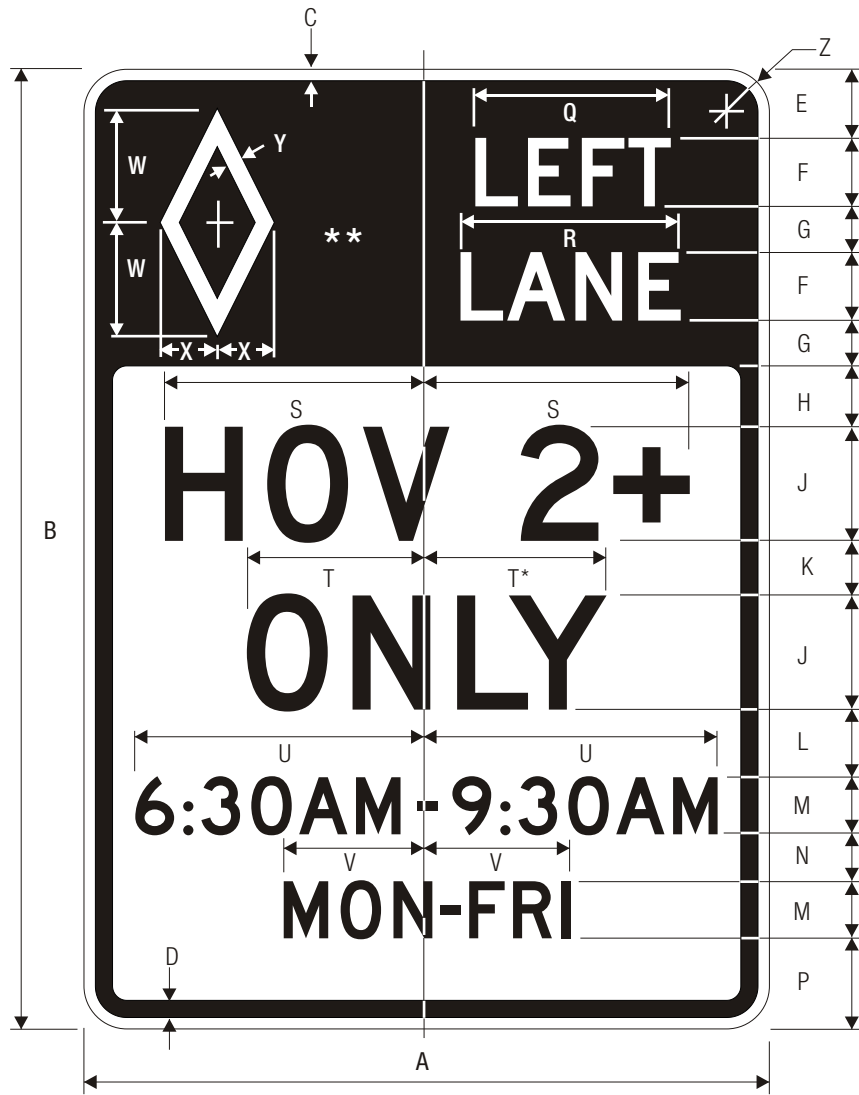 C
Z
E
Q
W
Y
LEFT
F
**
G
R
W
LANE
F
X X
G
S S
H
HOV 2+
J
B
T T*
K
ONLY
J
U U
L
6:30AM-9:30AM
M
V V
N
MON-FRI
M
D
P
A